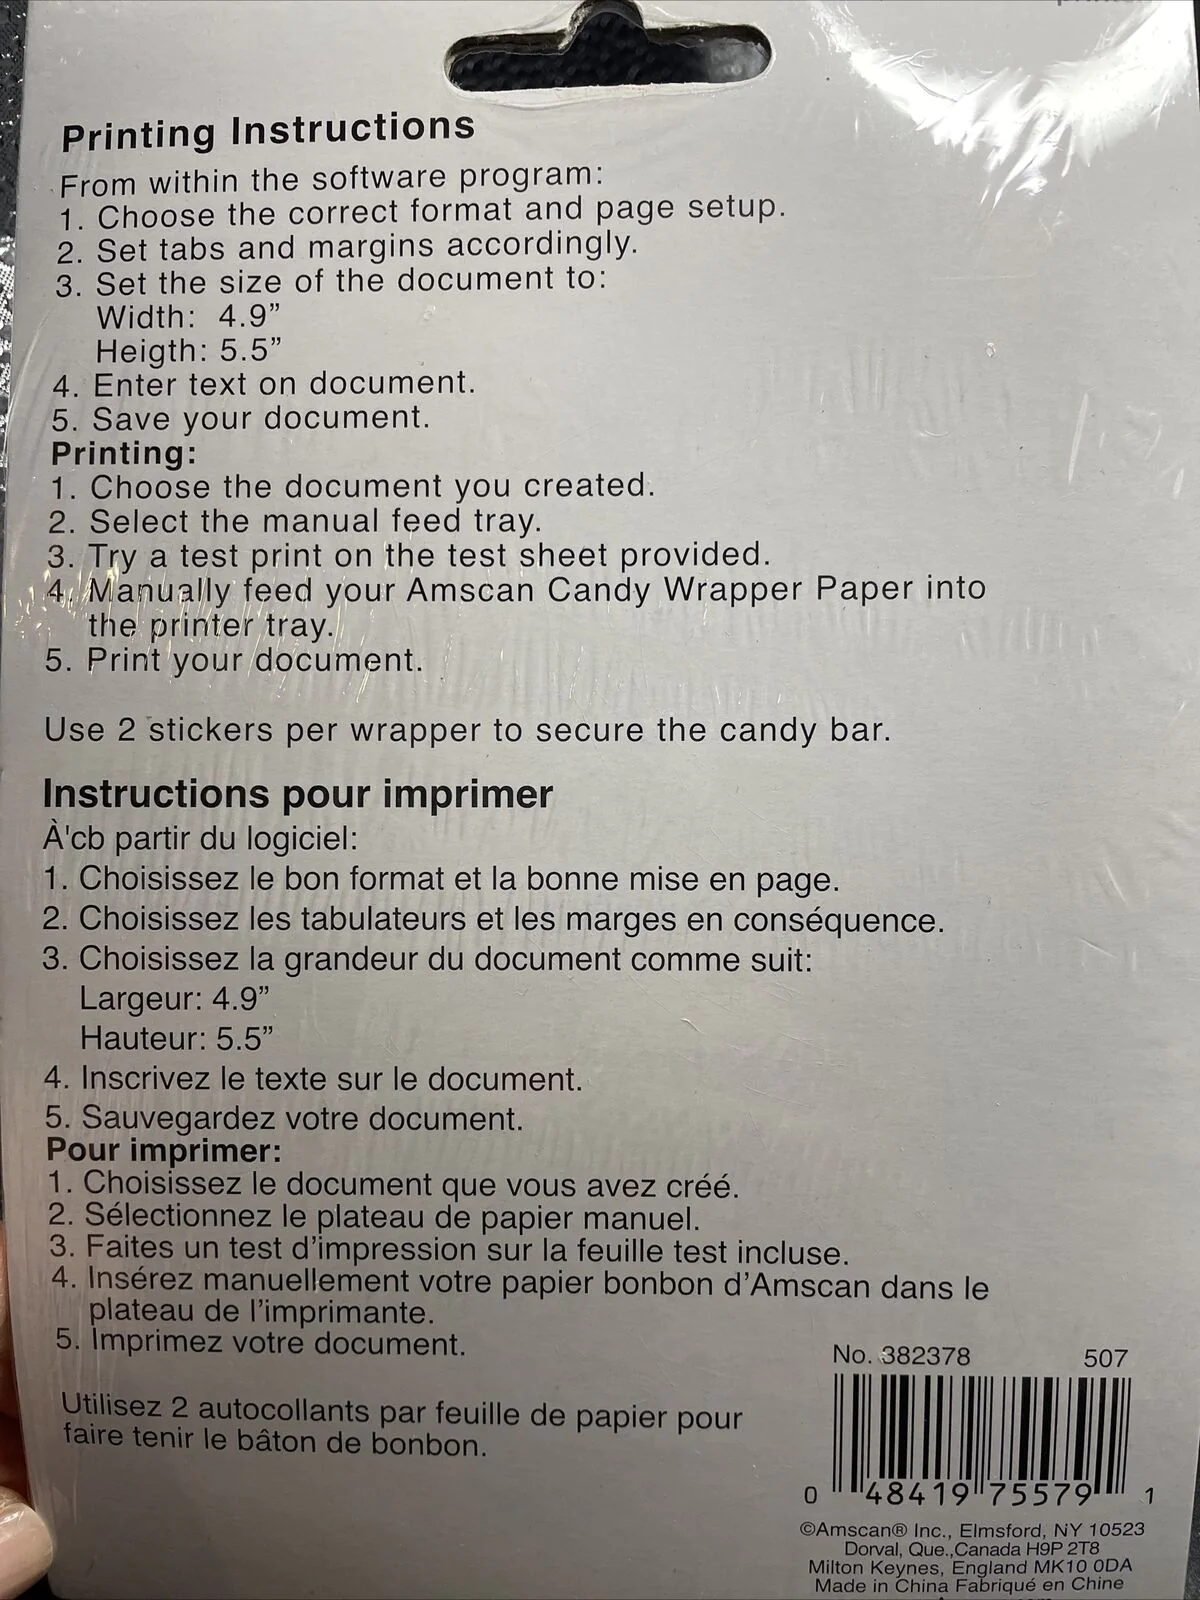 Printing Instructions
From within the software program:
1. Choose the correct format and page setup.
2. Set tabs and margins accordingly.
3. Set the size of the document to:
Width: 4.9”
Heigth: 5.5”
4. Enter text on document.
5. Save your document.
Printing:
1. Choose the document you created.
2. Select the manual feed tray.
3. Try a test print on the test sheet provided.
4. Manually feed your Amscan Candy Wrapper Paper into
the printer tray.
5. Print your document.
Use 2 stickers per wrapper to secure the candy bar.
Instructions pour imprimer
À'cb partir du logiciel:
1. Choisissez le bon format et la bonne mise en page.
2. Choisissez les tabulateurs et les marges en conséquence.
3. Choisissez la grandeur du document comme suit:
Largeur: 4.9”
Hauteur: 5.5”
4. Inscrivez le texte sur le document.
5. Sauvegardez votre document.
Pour imprimer:
1. Choisissez le document que vous avez créé.
2. Sélectionnez le plateau de papier manuel.
3. Faites un test d’impression sur la feuille test incluse.
4. Insérez manuellement votre papier bonbon d’Amscan dans le
plateau de l’imprimante.
5. Imprimez votre document.
Utilisez 2 autocollants par feuille de papier pour
faire tenir le bâton de bonbon.
No. 382378 507
0 48419 75579 1
©Amscan® Inc., Elmsford, NY 10523
Dorval, Que.,Canada H9P 2T8
Milton Keynes, England MK10 0DA
Made in China Fabriqué en Chine